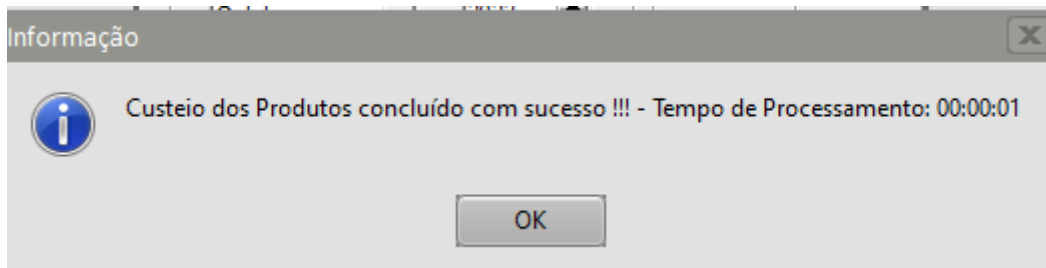 Informação
Custeio dos Produtos concluído com sucesso !!! - Tempo de Processamento: 00:00:01
OK